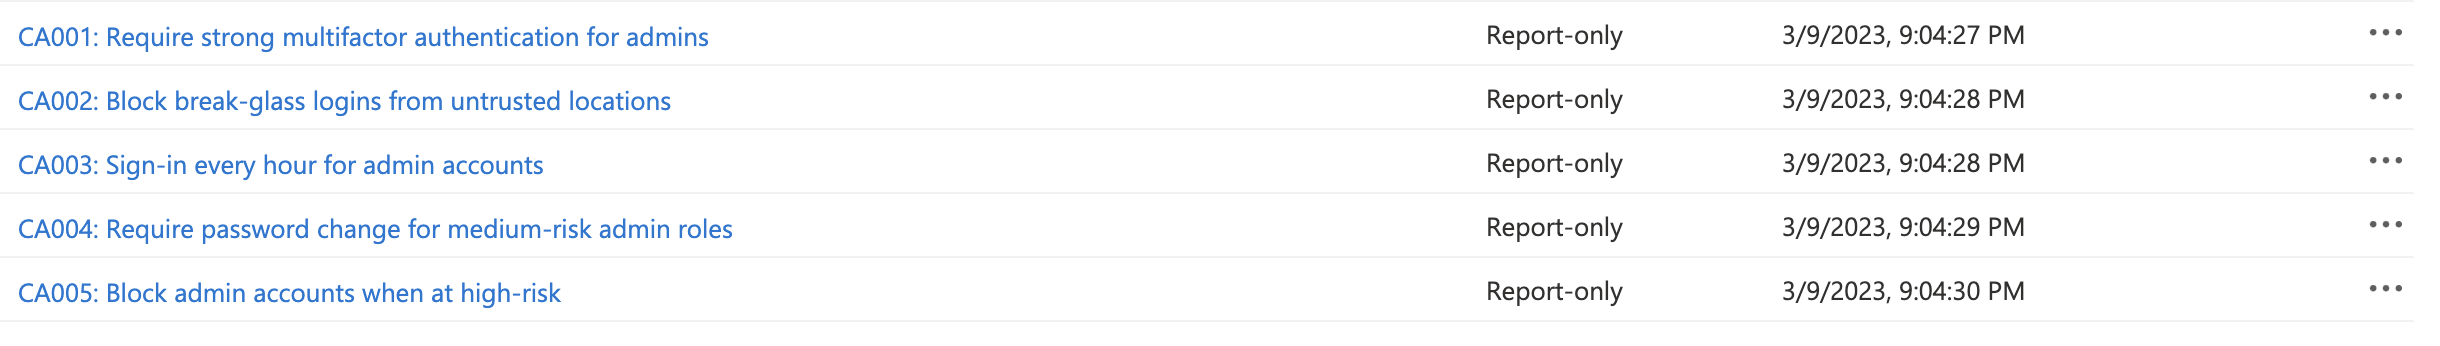 CA001: Require strong multifactor authentication for admins Report-only 3/9/2023, 9:04:27 PM
CA002: Block break-glass logins from untrusted locations Report-only 3/9/2023, 9:04:28 PM
CA003: Sign-in every hour for admin accounts Report-only 3/9/2023, 9:04:28 PM
CA004: Require password change for medium-risk admin roles Report-only 3/9/2023, 9:04:29 PM
CA005: Block admin accounts when at high-risk Report-only 3/9/2023, 9:04:30 PM